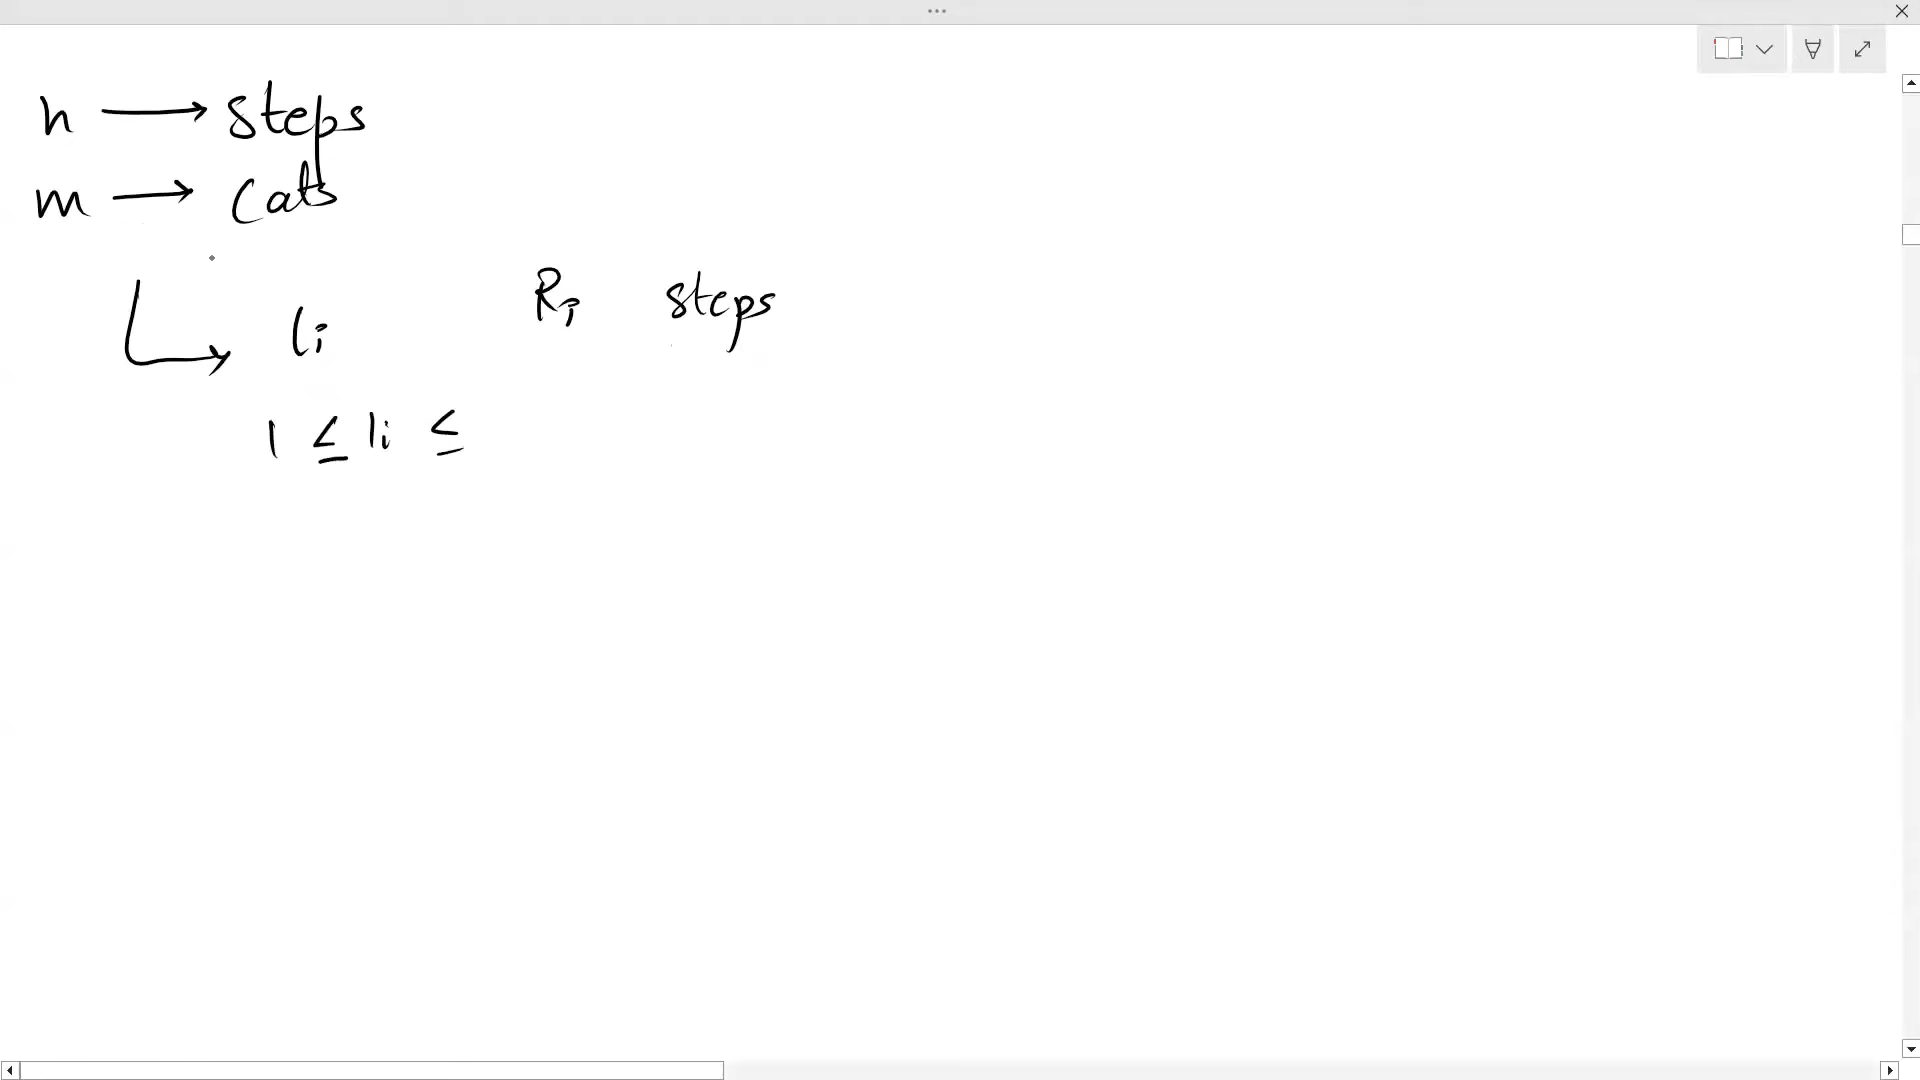 n → steps
m → cats
↳ li Ri steps
1 ≤ li ≤